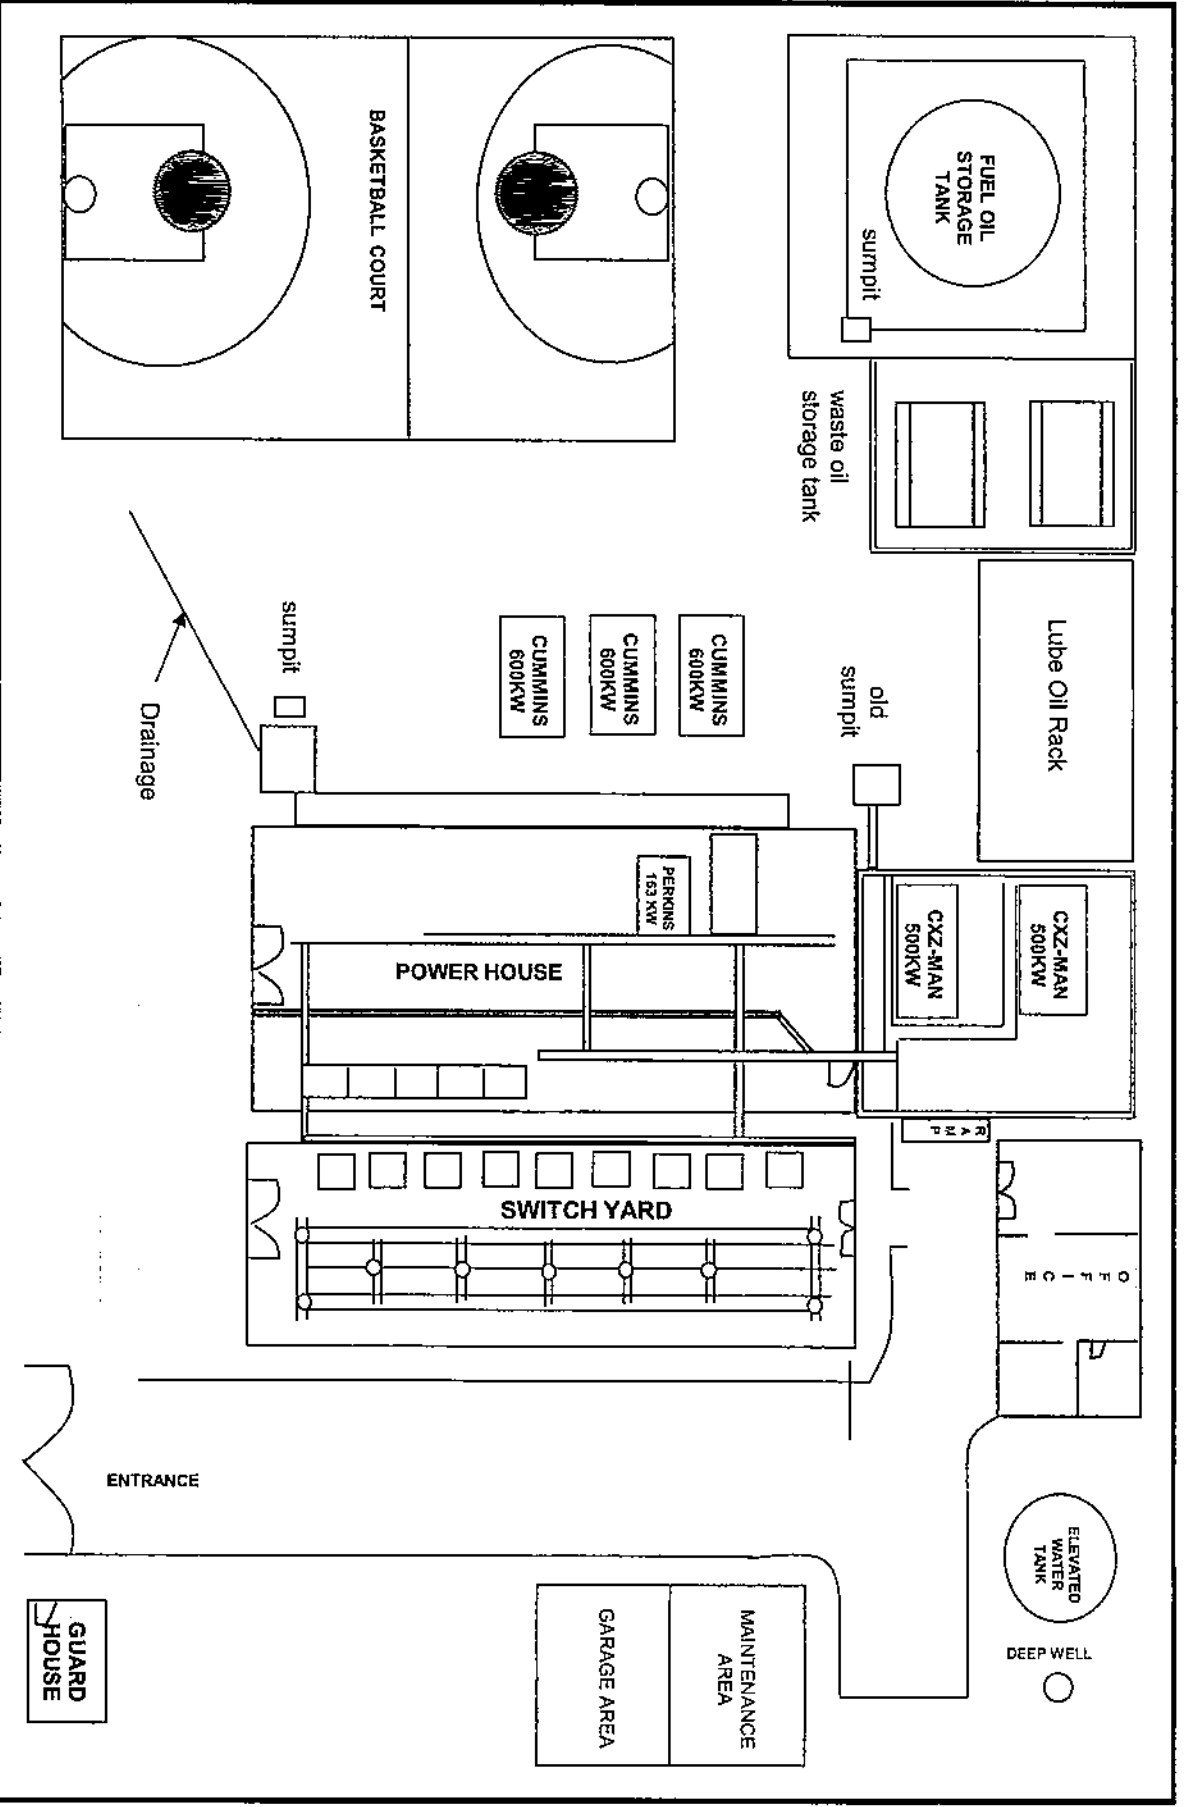 BASKETBALL COURT
FUEL OIL
STORAGE
TANK
sumpit
waste oil
storage tank
Lube Oil Rack
CUMMINS
600KW
CUMMINS
600KW
CUMMINS
600KW
old
sumpit
sumpit
Drainage
CXZ-MAN
500KW
CXZ-MAN
500KW
PERKINS
163 KW
POWER HOUSE
RAMP
SWITCH YARD
OFFICE
ENTRANCE
ELEVATED
WATER
TANK
DEEP WELL
MAINTENANCE
AREA
GARAGE AREA
GUARD
HOUSE